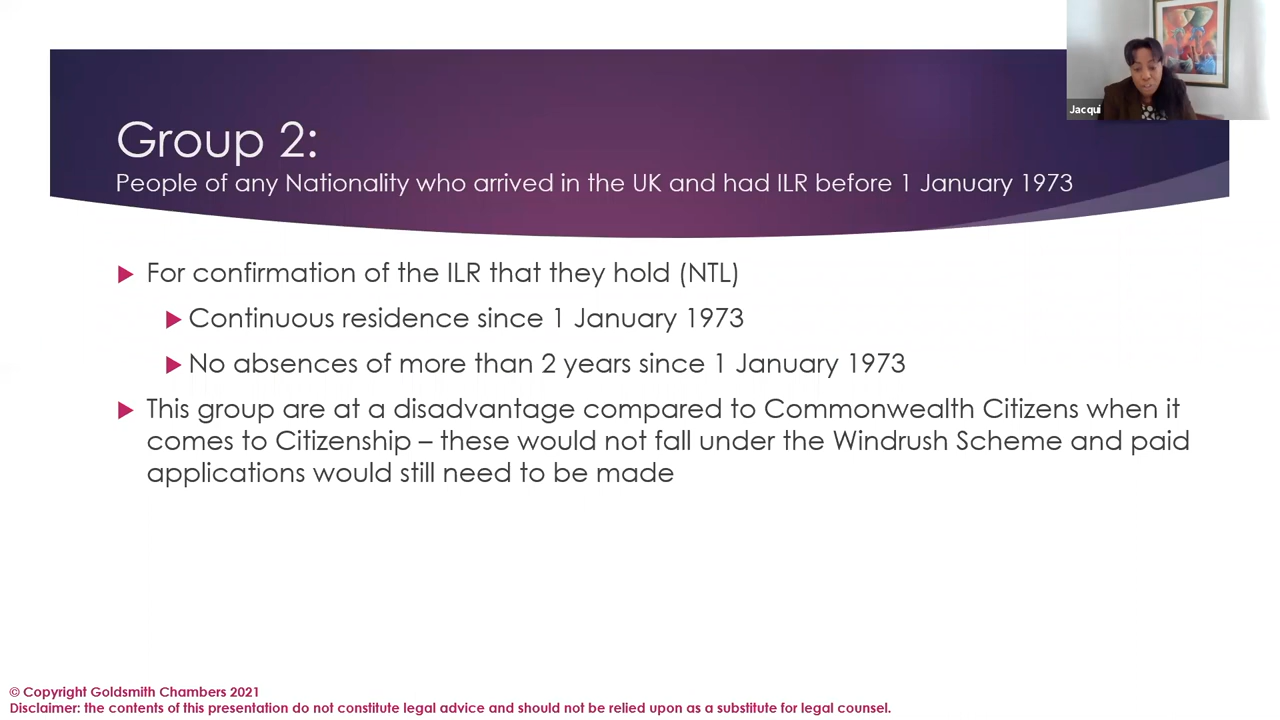 Jacqui
Group 2:
People of any Nationality who arrived in the UK and had ILR before 1 January 1973
For confirmation of the ILR that they hold (NTL)
Continuous residence since 1 January 1973
No absences of more than 2 years since 1 January 1973
This group are at a disadvantage compared to Commonwealth Citizens when it
comes to Citizenship – these would not fall under the Windrush Scheme and paid
applications would still need to be made
© Copyright Goldsmith Chambers 2021
Disclaimer: the contents of this presentation do not constitute legal advice and should not be relied upon as a substitute for legal counsel.